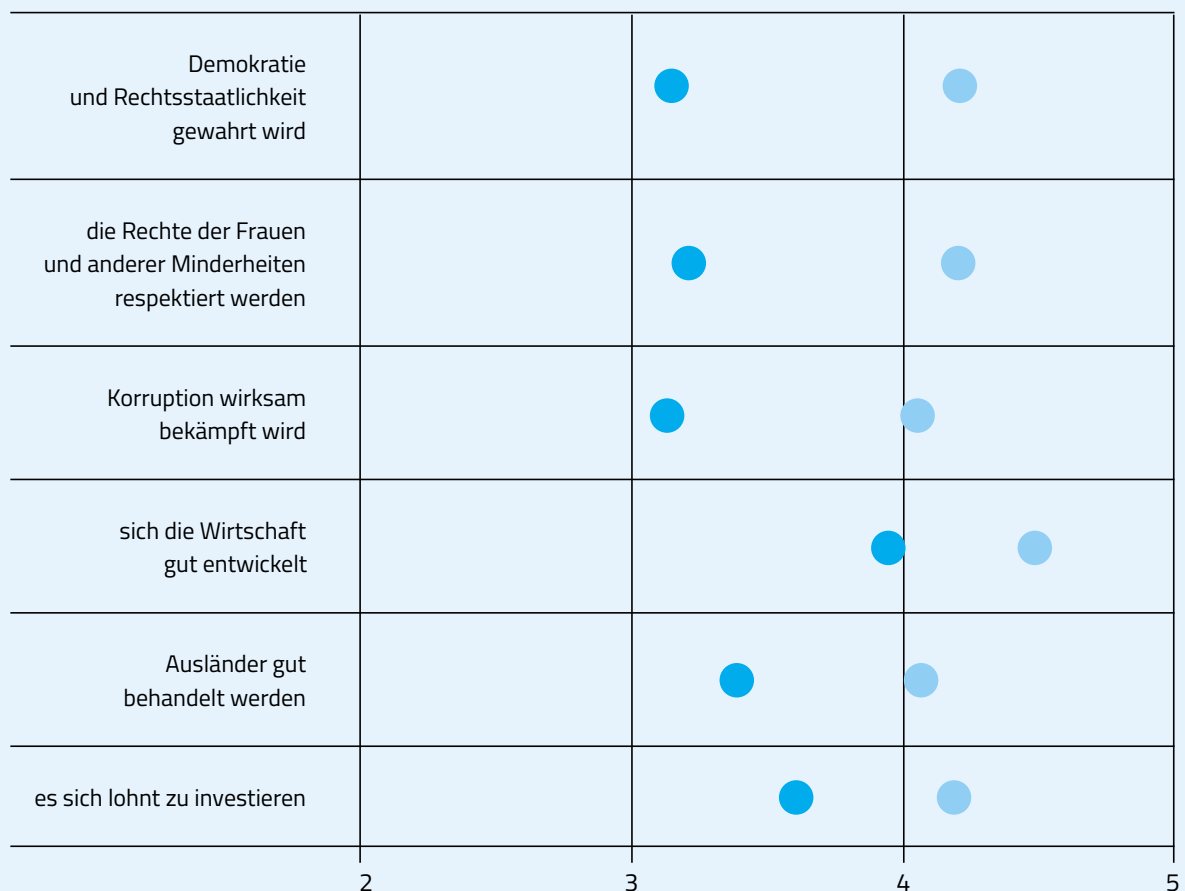 Demokratie
und Rechtsstaatlichkeit
gewahrt wird
die Rechte der Frauen
und anderer Minderheiten
respektiert werden
Korruption wirksam
bekämpft wird
sich die Wirtschaft
gut entwickelt
Ausländer gut
behandelt werden
es sich lohnt zu investieren
2 3 4 5